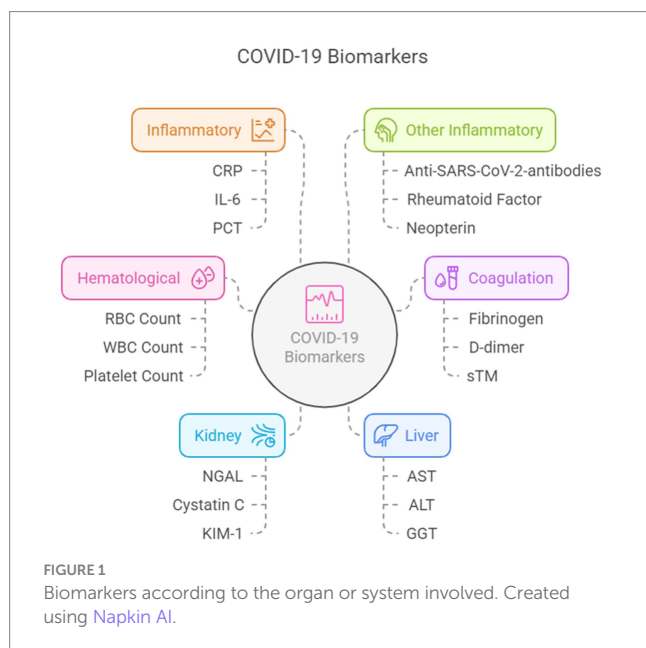 COVID-19 Biomarkers
Inflammatory
CRP
IL-6
PCT
Other Inflammatory
Anti-SARS-CoV-2-antibodies
Rheumatoid Factor
Neopterin
Hematological
RBC Count
WBC Count
Platelet Count
COVID-19
Biomarkers
Coagulation
Fibrinogen
D-dimer
sTM
Kidney
NGAL
Cystatin C
KIM-1
Liver
AST
ALT
GGT
FIGURE 1
Biomarkers according to the organ or system involved. Created
using Napkin AI.